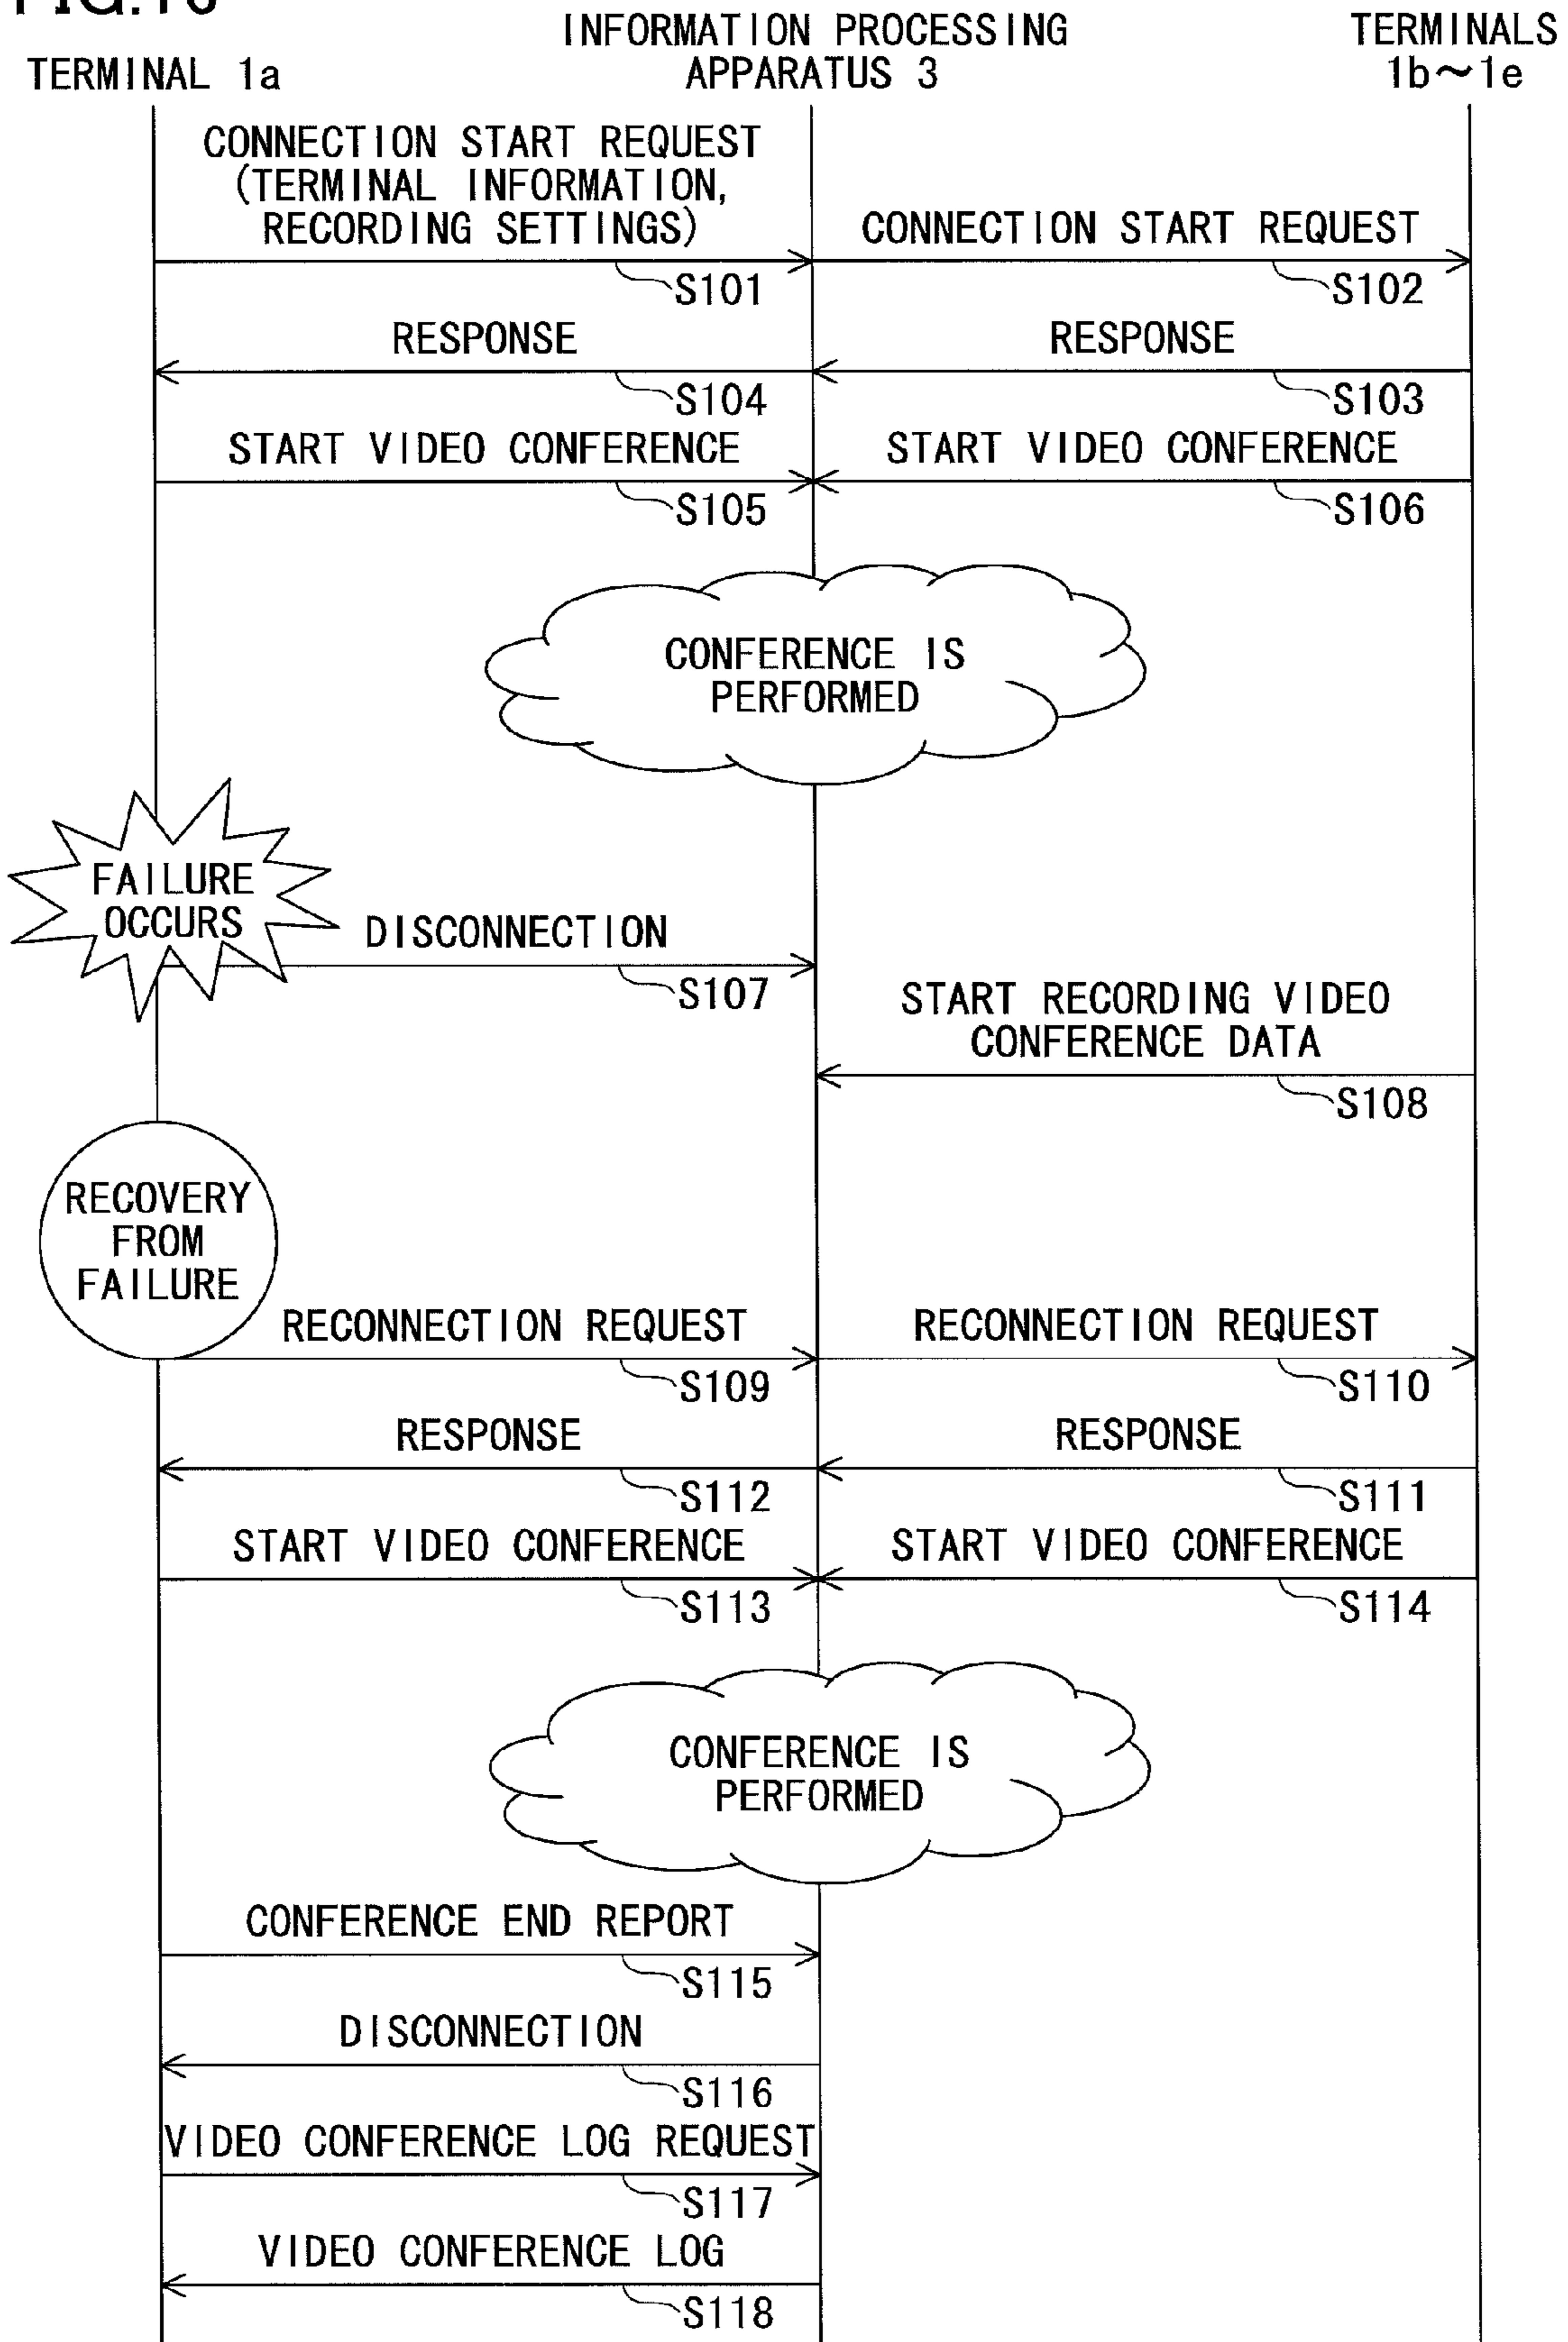 TERMINAL 1a
INFORMATION PROCESSING
APPARATUS 3
TERMINALS
1b～1e
CONNECTION START REQUEST
(TERMINAL INFORMATION,
RECORDING SETTINGS)
S101
CONNECTION START REQUEST
S102
RESPONSE
S104
RESPONSE
S103
START VIDEO CONFERENCE
S105
START VIDEO CONFERENCE
S106
CONFERENCE IS
PERFORMED
FAILURE
OCCURS
DISCONNECTION
S107
START RECORDING VIDEO
CONFERENCE DATA
S108
RECOVERY
FROM
FAILURE
RECONNECTION REQUEST
S109
RECONNECTION REQUEST
S110
RESPONSE
S112
RESPONSE
S111
START VIDEO CONFERENCE
S113
START VIDEO CONFERENCE
S114
CONFERENCE IS
PERFORMED
CONFERENCE END REPORT
S115
DISCONNECTION
S116
VIDEO CONFERENCE LOG REQUEST
S117
VIDEO CONFERENCE LOG
S118